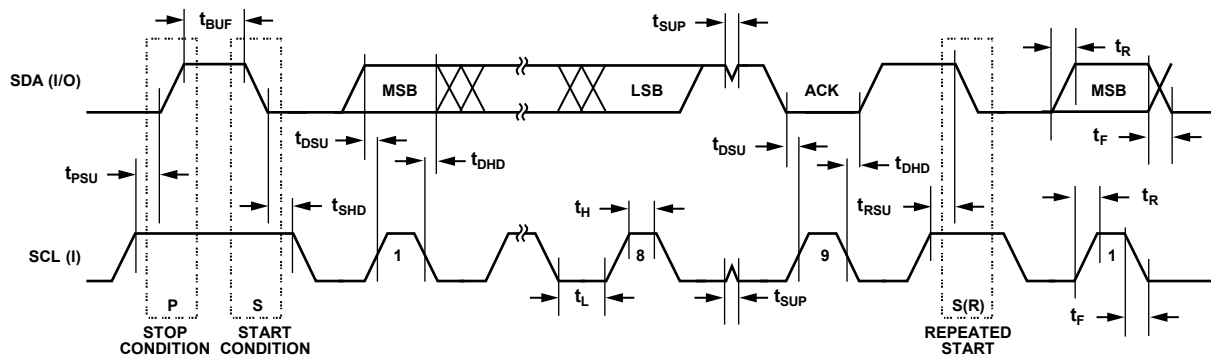 tBUF
tSUP
tR
SDA (I/O)
MSB
LSB
ACK
MSB
tDSU
tDSU
tF
tPSU
tDHD
tDHD
tSHD
tH
tRSU
tR
SCL (I)
1
8
9
1
P
S
tL
tSUP
S(R)
tF
STOP
CONDITION
START
CONDITION
REPEATED
START